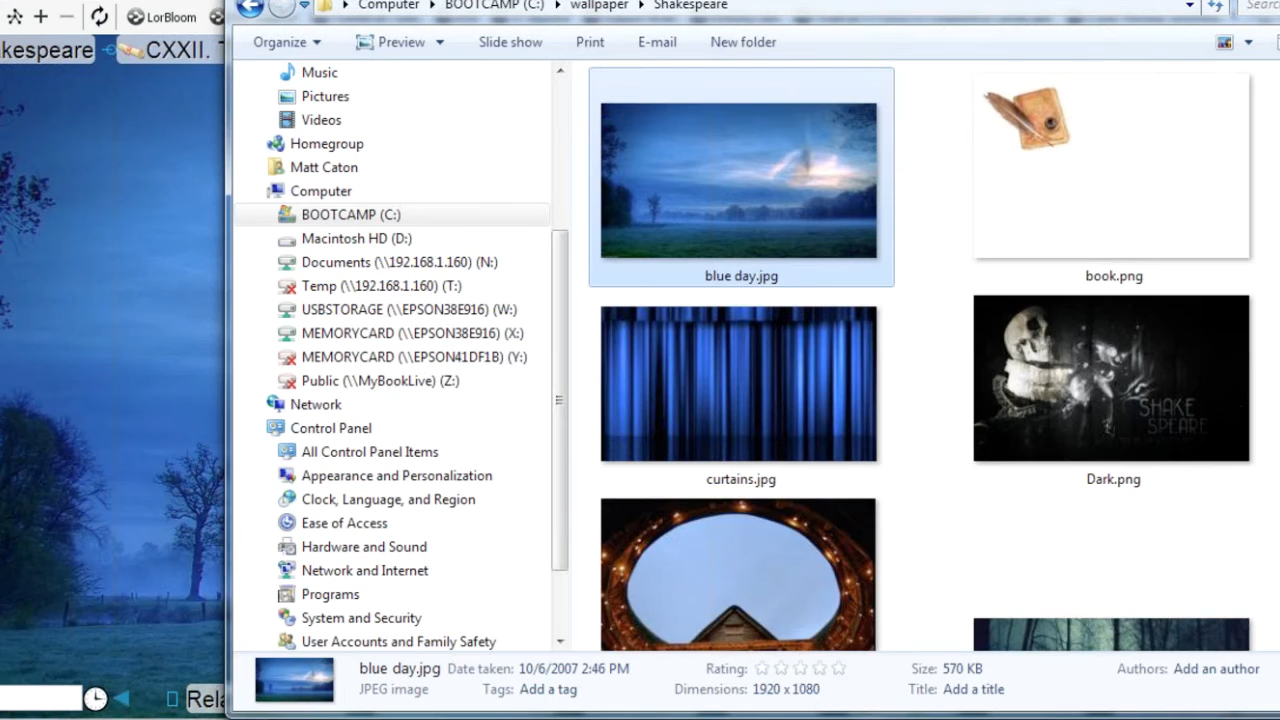 LorBloom
kespeare
CXXII. T
Rela
Computer
BOOTCAMP (C:)
wallpaper
Shakespeare
Sear
Organize
Preview
Slide show
Print
E-mail
New folder
Music
Pictures
Videos
Homegroup
Matt Caton
Computer
BOOTCAMP (C:)
Macintosh HD (D:)
Documents (\\192.168.1.160) (N:)
Temp (\\192.168.1.160) (T:)
USBSTORAGE (\\EPSON38E916) (W:)
MEMORYCARD (\\EPSON38E916) (X:)
MEMORYCARD (\\EPSON41DF1B) (Y:)
Public (\\MyBookLive) (Z:)
Network
Control Panel
All Control Panel Items
Appearance and Personalization
Clock, Language, and Region
Ease of Access
Hardware and Sound
Network and Internet
Programs
System and Security
User Accounts and Family Safety
blue day.jpg
book.png
SHAKE
SPEARE
curtains.jpg
Dark.png
blue day.jpg Date taken: 10/6/2007 2:46 PM Rating: Size: 570 KB Authors: Add an author
JPEG image Tags: Add a tag Dimensions: 1920 x 1080 Title: Add a title